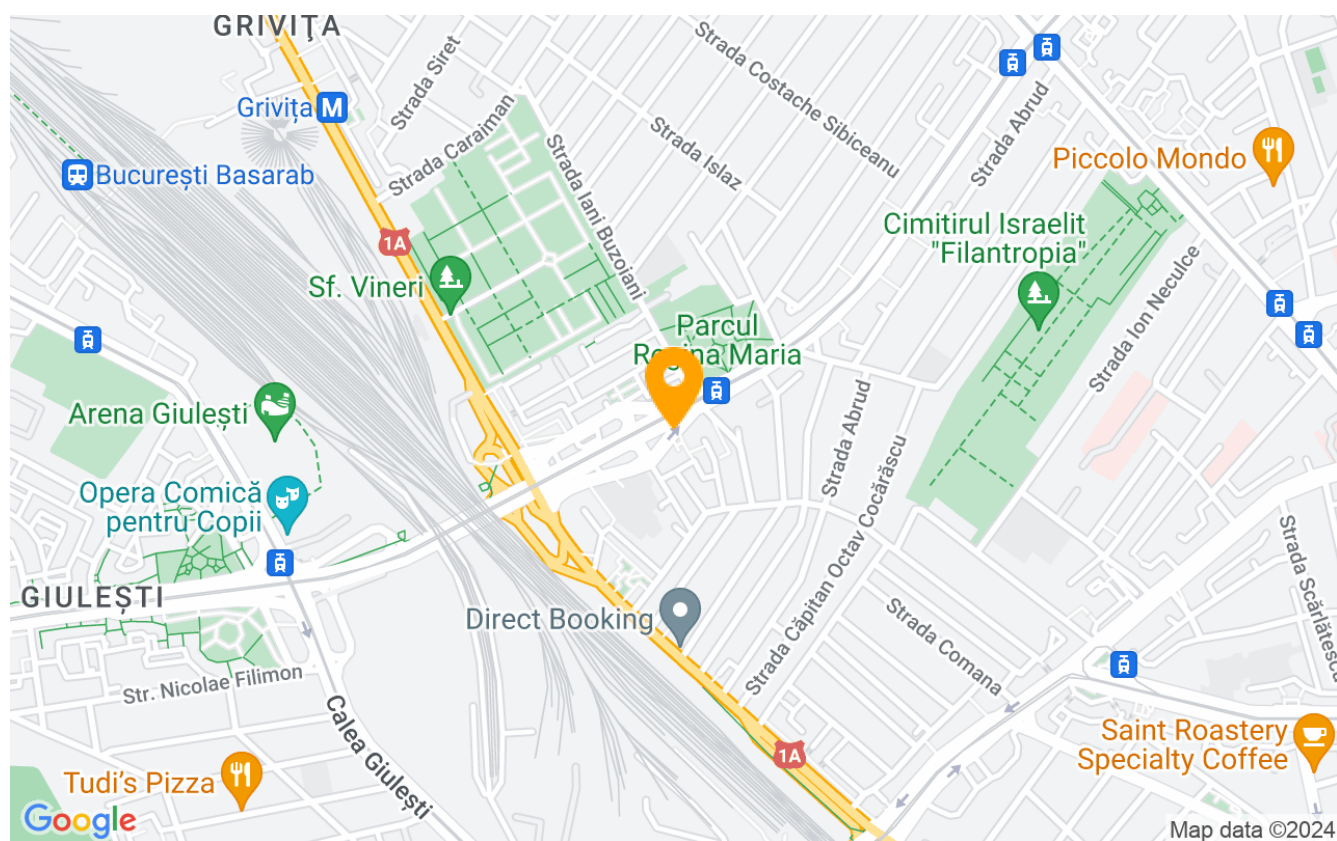 GRIVIȚA
Strada Siret
Strada Costache Sibiceanu
Grivița M
Strada Caraiman
Strada Islaz
Strada Abrud
Piccolo Mondo
București Basarab
Strada Iani Buzoiani
Cimitirul Israelit
"Filantropia"
1A
Sf. Vineri
Strada Ion Neculce
Parcul
Regina Maria
Arena Giulești
Strada Abrud
Strada Căpitan Octav Cocărăscu
Opera Comică
pentru Copii
Strada Scărlătescu
GIULEȘTI
Direct Booking
Strada Comana
Str. Nicolae Filimon
Calea Giulești
1A
Saint Roastery
Specialty Coffee
Tudi's Pizza
Google
Map data ©2024